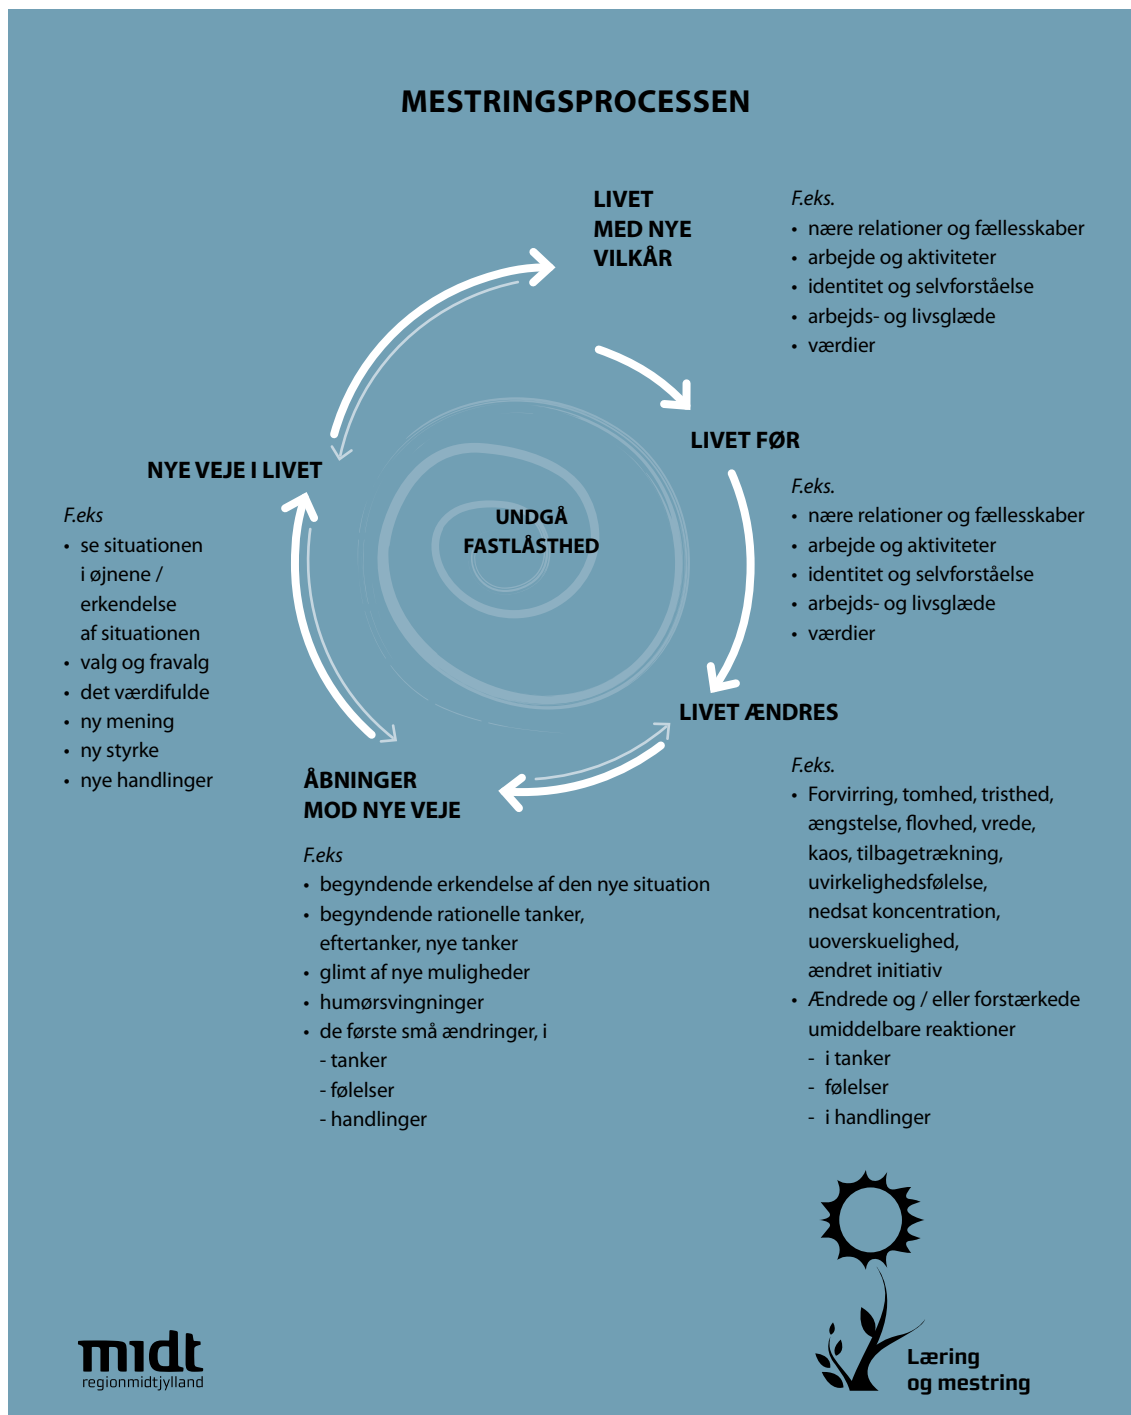 MESTRINGSPROCESSEN
LIVET
MED NYE
VILKÅR
F.eks.
• nære relationer og fællesskaber
• arbejde og aktiviteter
• identitet og selvforståelse
• arbejds- og livsglæde
• værdier
LIVET FØR
F.eks.
• nære relationer og fællesskaber
• arbejde og aktiviteter
• identitet og selvforståelse
• arbejds- og livsglæde
• værdier
LIVET ÆNDRES
F.eks.
• Forvirring, tomhed, tristhed,
ængstelse, flovhed, vrede,
kaos, tilbagetrækning,
uvirkelighedsfølelse,
nedsat koncentration,
uoverskuelighed,
ændret initiativ
• Ændrede og / eller forstærkede
umiddelbare reaktioner
- i tanker
- følelser
- i handlinger
ÅBNINGER
MOD NYE VEJE
F.eks
• begyndende erkendelse af den nye situation
• begyndende rationelle tanker,
eftertanker, nye tanker
• glimt af nye muligheder
• humørsvingninger
• de første små ændringer, i
- tanker
- følelser
- handlinger
NYE VEJE I LIVET
F.eks
• se situationen
i øjnene /
erkendelse
af situationen
• valg og fravalg
• det værdifulde
• ny mening
• ny styrke
• nye handlinger
UNDGÅ
FASTLÅSTHED
midt
regionmidtjylland
Læring
og mestring